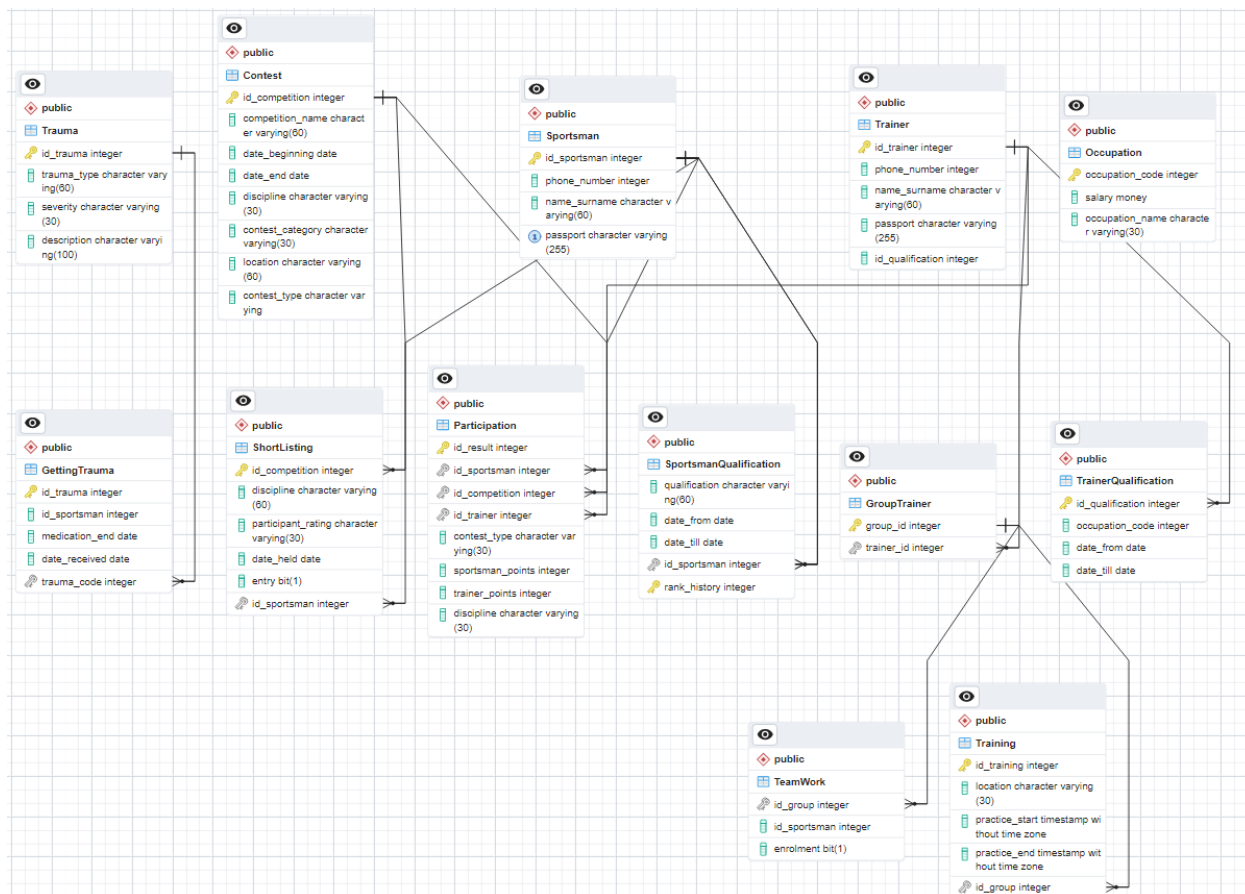 public
Trauma
id_trauma integer
trauma_type character vary
ing(60)
severity character varying
(30)
description character varyi
ng(100)
public
Contest
id_competition integer
competition_name charact
er varying(60)
date_beginning date
date_end date
discipline character varying
(30)
contest_category character
varying(30)
location character varying
(60)
contest_type character var
ying
public
Sportsman
id_sportsman integer
phone_number integer
name_surname character v
arying(60)
1 passport character varying
(255)
public
Trainer
id_trainer integer
phone_number integer
name_surname character v
arying(60)
passport character varying
(255)
id_qualification integer
public
Occupation
occupation_code integer
salary money
occupation_name characte
r varying(30)
public
GettingTrauma
id_trauma integer
id_sportsman integer
medication_end date
date_received date
trauma_code integer
public
ShortListing
id_competition integer
discipline character varying
(60)
participant_rating character
varying(30)
date_held date
entry bit(1)
id_sportsman integer
public
Participation
id_result integer
id_sportsman integer
id_competition integer
id_trainer integer
contest_type character var
ying(30)
sportsman_points integer
trainer_points integer
discipline character varying
(30)
public
SportsmanQualification
qualification character varyi
ng(60)
date_from date
date_till date
id_sportsman integer
rank_history integer
public
GroupTrainer
group_id integer
trainer_id integer
public
TrainerQualification
id_qualification integer
occupation_code integer
date_from date
date_till date
public
TeamWork
id_group integer
id_sportsman integer
enrolment bit(1)
public
Training
id_training integer
location character varying
(30)
practice_start timestamp wi
thout time zone
practice_end timestamp wit
hout time zone
id_group integer